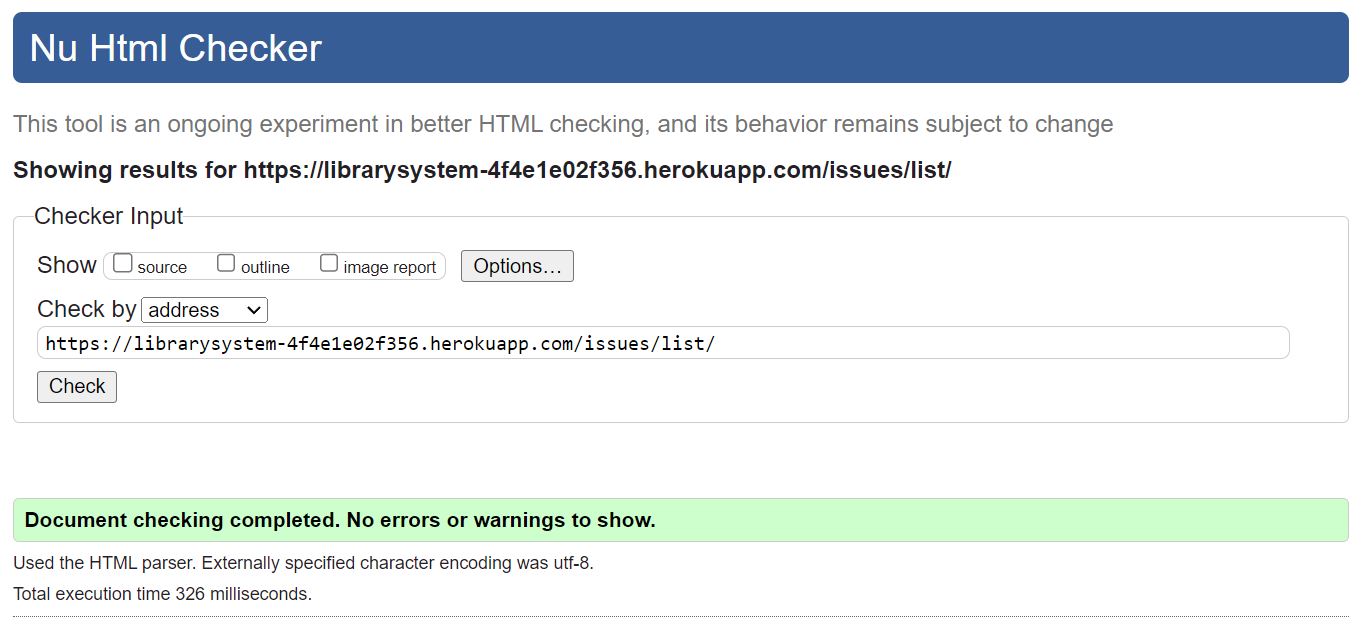 Nu Html Checker
This tool is an ongoing experiment in better HTML checking, and its behavior remains subject to change
Showing results for https://librarysystem-4f4e1e02f356.herokuapp.com/issues/list/
Checker Input
Show source outline image report Options...
Check by address
https://librarysystem-4f4e1e02f356.herokuapp.com/issues/list/
Check
Document checking completed. No errors or warnings to show.
Used the HTML parser. Externally specified character encoding was utf-8.
Total execution time 326 milliseconds.